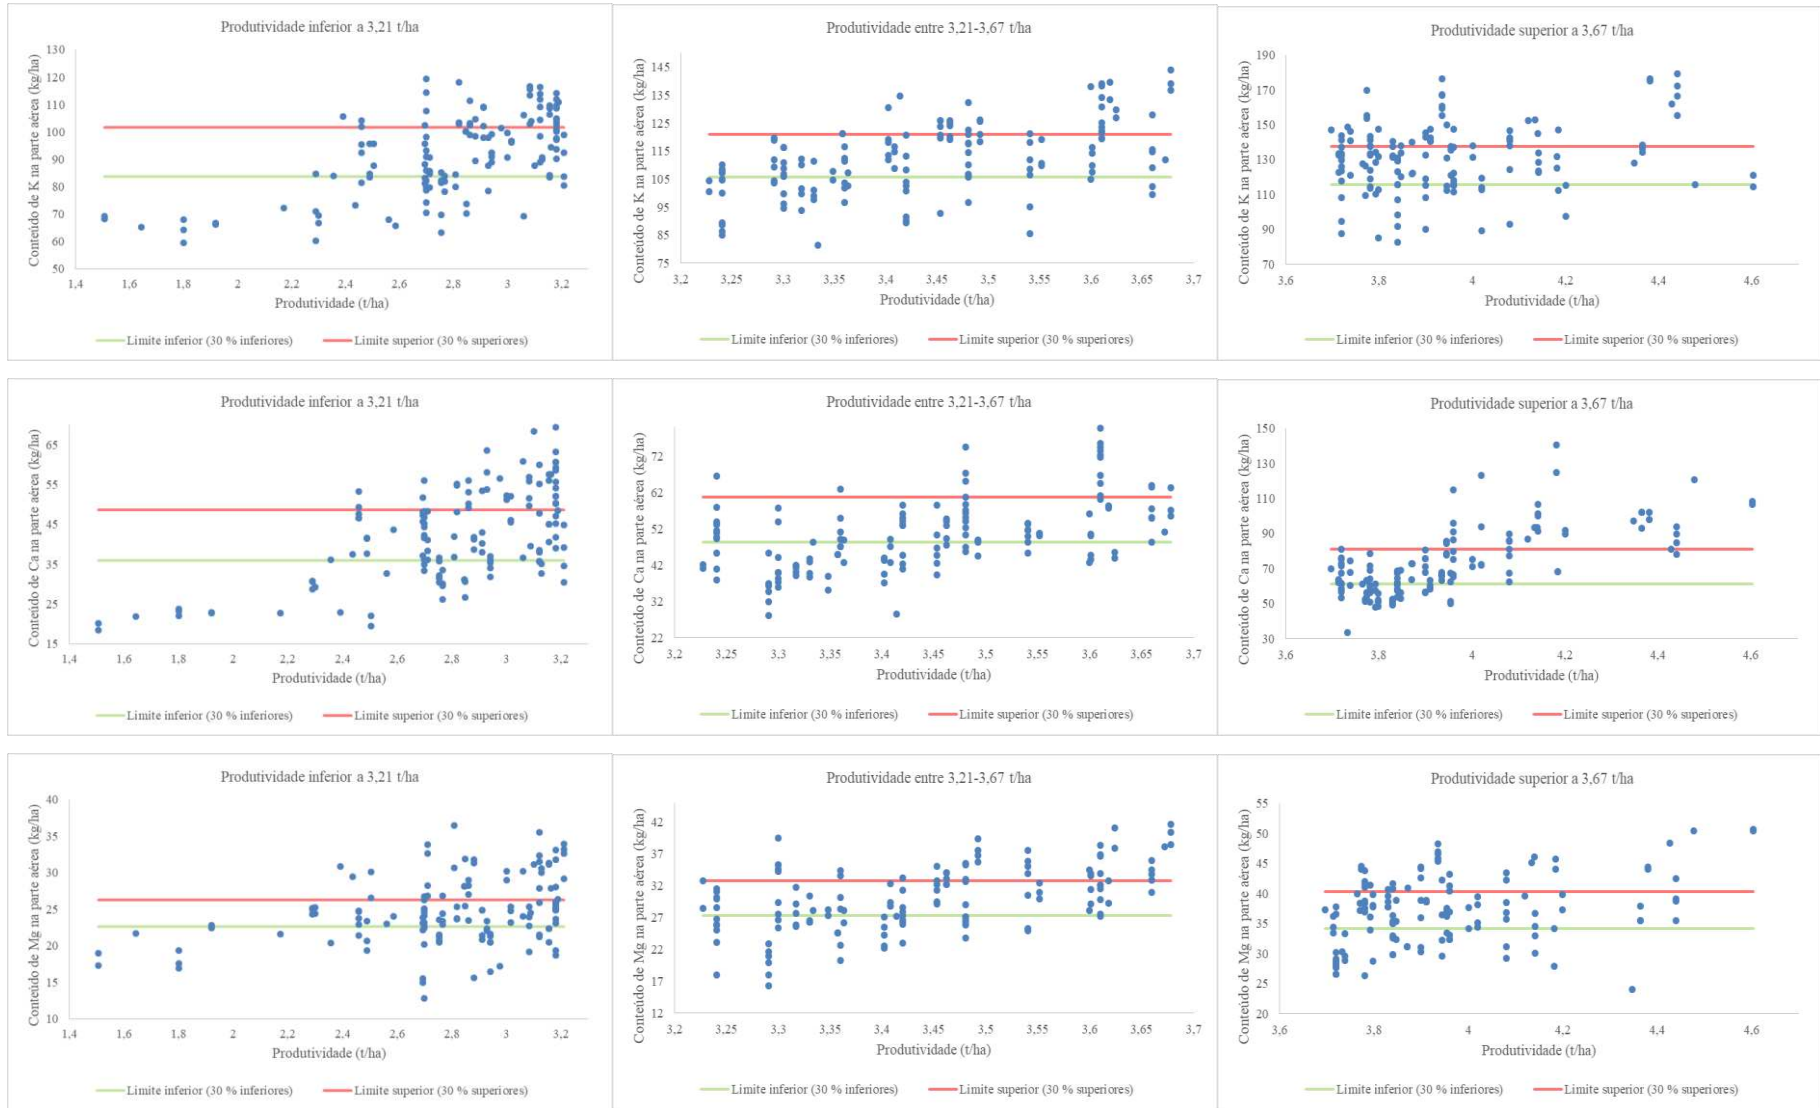 Produtividade inferior a 3,21 t/ha
Conteúdo de K na parte aérea (kg/ha)
130
120
110
100
90
80
70
60
50
1,4 1,6 1,8 2 2,2 2,4 2,6 2,8 3 3,2
Produtividade (t/ha)
Limite inferior (30 % inferiores) Limite superior (30 % superiores)
Produtividade entre 3,21-3,67 t/ha
Conteúdo de K na parte aérea (kg/ha)
145
135
125
115
105
95
85
75
3,2 3,3 3,3 3,4 3,4 3,5 3,5 3,6 3,6 3,7 3,7
Produtividade (t/ha)
Limite inferior (30 % inferiores) Limite superior (30 % superiores)
Produtividade superior a 3,67 t/ha
Conteúdo de K na parte aérea (kg/ha)
190
170
150
130
110
90
70
3,6 3,8 4 4,2 4,4 4,6
Produtividade (t/ha)
Limite inferior (30 % inferiores) Limite superior (30 % superiores)
Produtividade inferior a 3,21 t/ha
Conteúdo de Ca na parte aérea (kg/ha)
65
55
45
35
25
15
1,4 1,6 1,8 2 2,2 2,4 2,6 2,8 3 3,2
Produtividade (t/ha)
Limite inferior (30 % inferiores) Limite superior (30 % superiores)
Produtividade entre 3,21-3,67 t/ha
Conteúdo de Ca na parte aérea (kg/ha)
72
62
52
42
32
22
3,2 3,25 3,3 3,35 3,4 3,45 3,5 3,55 3,6 3,65 3,7
Produtividade (t/ha)
Limite inferior (30 % inferiores) Limite superior (30 % superiores)
Produtividade superior a 3,67 t/ha
Conteúdo de Ca na parte aérea (kg/ha)
150
130
110
90
70
50
30
3,6 3,8 4 4,2 4,4 4,6
Produtividade (t/ha)
Limite inferior (30 % inferiores) Limite superior (30 % superiores)
Produtividade inferior a 3,21 t/ha
Conteúdo de Mg na parte aérea (kg/ha)
40
35
30
25
20
15
10
1,4 1,6 1,8 2 2,2 2,4 2,6 2,8 3 3,2
Produtividade (t/ha)
Limite inferior (30 % inferiores) Limite superior (30 % superiores)
Produtividade entre 3,21-3,67 t/ha
Conteúdo de Mg na parte aérea (kg/ha)
42
37
32
27
22
17
12
3,2 3,25 3,3 3,35 3,4 3,45 3,5 3,55 3,6 3,65 3,7
Produtividade (t/ha)
Limite inferior (30 % inferiores) Limite superior (30 % superiores)
Produtividade superior a 3,67 t/ha
Conteúdo de Mg na parte aérea (kg/ha)
55
50
45
40
35
30
25
20
3,6 3,8 4 4,2 4,4 4,6
Produtividade (t/ha)
Limite inferior (30 % inferiores) Limite superior (30 % superiores)